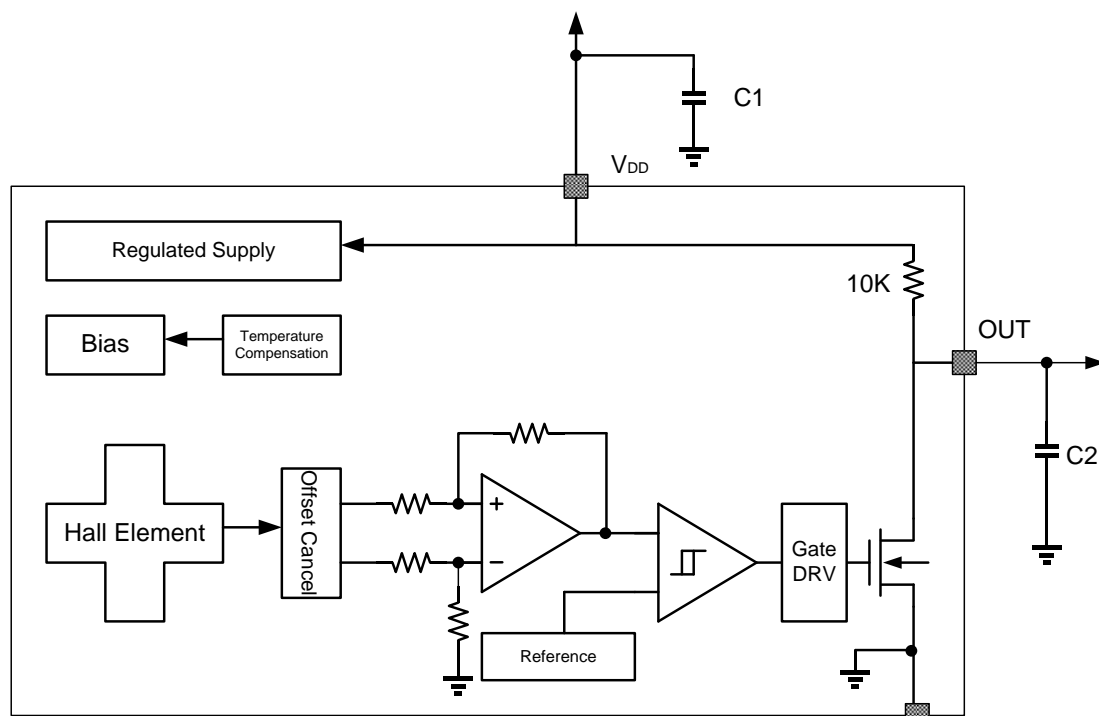 C1
VDD
Regulated Supply
10K
OUT
Bias
Temperature
Compensation
C2
Offset Cancel
Hall Element
+
−
Gate
DRV
Reference